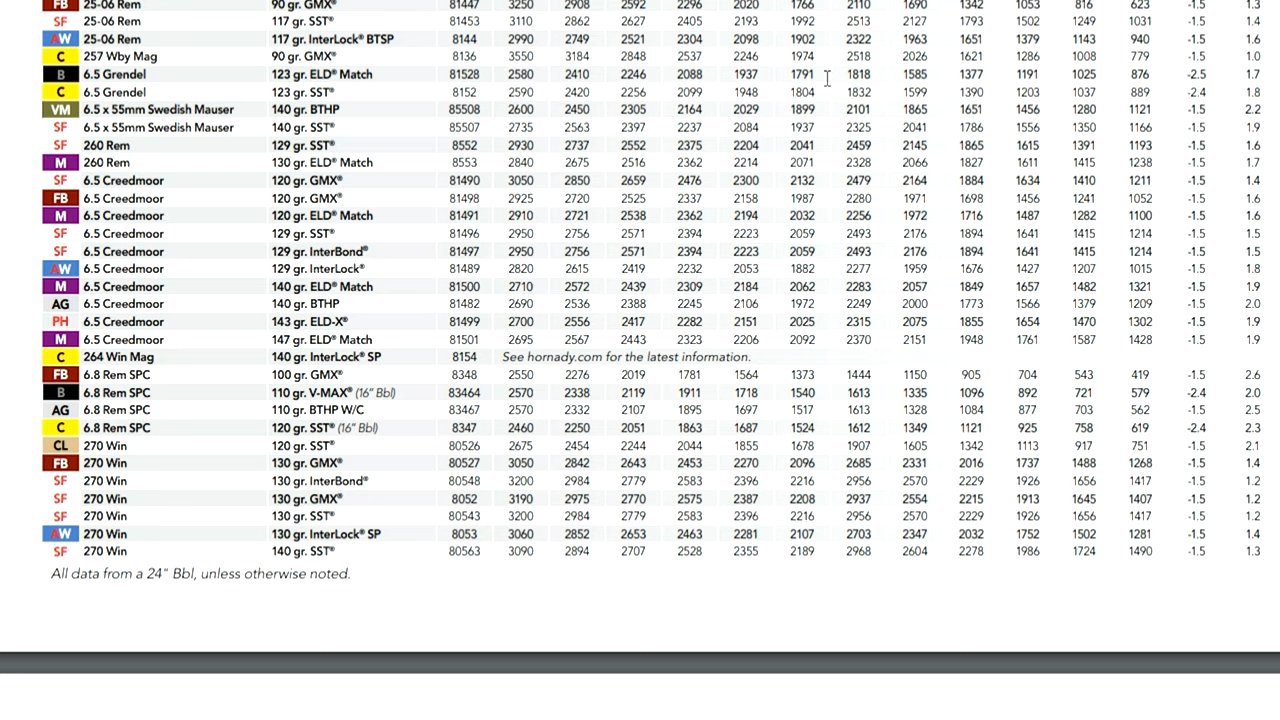 FB 25-06 Rem 90 gr. GMX® 81447 3250 2908 2592 2296 2020 1766 2110 1690 1342 1053 816 623 -1.5 1.3
SF 25-06 Rem 117 gr. SST® 81453 3110 2862 2627 2405 2193 1992 2513 2127 1793 1502 1249 1031 -1.5 1.4
AW 25-06 Rem 117 gr. InterLock® BTSP 8144 2990 2749 2521 2304 2098 1902 2322 1963 1651 1379 1143 940 -1.5 1.6
C 257 Wby Mag 90 gr. GMX® 8136 3550 3184 2848 2537 2246 1974 2518 2026 1621 1286 1008 779 -1.5 1.0
B 6.5 Grendel 123 gr. ELD® Match 81528 2580 2410 2246 2088 1937 1791 1818 1585 1377 1191 1025 876 -2.5 1.7
C 6.5 Grendel 123 gr. SST® 8152 2590 2420 2256 2099 1948 1804 1832 1599 1390 1203 1037 889 -2.4 1.8
VM 6.5 x 55mm Swedish Mauser 140 gr. BTHP 85508 2600 2450 2305 2164 2029 1899 2101 1865 1651 1456 1280 1121 -1.5 2.2
SF 6.5 x 55mm Swedish Mauser 140 gr. SST® 85507 2735 2563 2397 2237 2084 1937 2325 2041 1786 1556 1350 1166 -1.5 1.9
SF 260 Rem 129 gr. SST® 8552 2930 2737 2552 2375 2204 2041 2459 2145 1865 1615 1391 1193 -1.5 1.6
M 260 Rem 130 gr. ELD® Match 8553 2840 2675 2516 2362 2214 2071 2328 2066 1827 1611 1415 1238 -1.5 1.7
SF 6.5 Creedmoor 120 gr. GMX® 81490 3050 2850 2659 2476 2300 2132 2479 2164 1884 1634 1410 1211 -1.5 1.4
FB 6.5 Creedmoor 120 gr. GMX® 81498 2925 2720 2525 2337 2158 1987 2280 1971 1698 1456 1241 1052 -1.5 1.6
M 6.5 Creedmoor 120 gr. ELD® Match 81491 2910 2721 2538 2362 2194 2032 2256 1972 1716 1487 1282 1100 -1.5 1.6
SF 6.5 Creedmoor 129 gr. SST® 81496 2950 2756 2571 2394 2223 2059 2493 2176 1894 1641 1415 1214 -1.5 1.5
SF 6.5 Creedmoor 129 gr. InterBond® 81497 2950 2756 2571 2394 2223 2059 2493 2176 1894 1641 1415 1214 -1.5 1.5
AW 6.5 Creedmoor 129 gr. InterLock® 81489 2820 2615 2419 2232 2053 1882 2277 1959 1676 1427 1207 1015 -1.5 1.8
M 6.5 Creedmoor 140 gr. ELD® Match 81500 2710 2572 2439 2309 2184 2062 2283 2057 1849 1657 1482 1321 -1.5 1.9
AG 6.5 Creedmoor 140 gr. BTHP 81482 2690 2536 2388 2245 2106 1972 2249 2000 1773 1566 1379 1209 -1.5 2.0
PH 6.5 Creedmoor 143 gr. ELD-X® 81499 2700 2556 2417 2282 2151 2025 2315 2075 1855 1654 1470 1302 -1.5 1.9
M 6.5 Creedmoor 147 gr. ELD® Match 81501 2695 2567 2443 2323 2206 2092 2370 2151 1948 1761 1587 1428 -1.5 1.9
C 264 Win Mag 140 gr. InterLock® SP 8154 See hornady.com for the latest information.
FB 6.8 Rem SPC 100 gr. GMX® 8348 2550 2276 2019 1781 1564 1373 1444 1150 905 704 543 419 -1.5 2.6
B 6.8 Rem SPC 110 gr. V-MAX® (16" Bbl) 83464 2570 2338 2119 1911 1718 1540 1613 1335 1096 892 721 579 -2.4 2.0
AG 6.8 Rem SPC 110 gr. BTHP W/C 83467 2570 2332 2107 1895 1697 1517 1613 1328 1084 877 703 562 -1.5 2.5
C 6.8 Rem SPC 120 gr. SST® (16" Bbl) 8347 2460 2250 2051 1863 1687 1524 1612 1349 1121 925 758 619 -2.4 2.3
CL 270 Win 120 gr. SST® 80526 2675 2454 2244 2044 1855 1678 1907 1605 1342 1113 917 751 -1.5 2.1
FB 270 Win 130 gr. GMX® 80527 3050 2842 2643 2453 2270 2096 2685 2331 2016 1737 1488 1268 -1.5 1.4
SF 270 Win 130 gr. InterBond® 80548 3200 2984 2779 2583 2396 2216 2956 2570 2229 1926 1656 1417 -1.5 1.2
SF 270 Win 130 gr. GMX® 8052 3190 2975 2770 2575 2387 2208 2937 2554 2215 1913 1645 1407 -1.5 1.2
SF 270 Win 130 gr. SST® 80543 3200 2984 2779 2583 2396 2216 2956 2570 2229 1926 1656 1417 -1.5 1.2
AW 270 Win 130 gr. InterLock® SP 8053 3060 2852 2653 2463 2281 2107 2703 2347 2032 1752 1502 1281 -1.5 1.4
SF 270 Win 140 gr. SST® 80563 3090 2894 2707 2528 2355 2189 2968 2604 2278 1986 1724 1490 -1.5 1.3
All data from a 24" Bbl, unless otherwise noted.